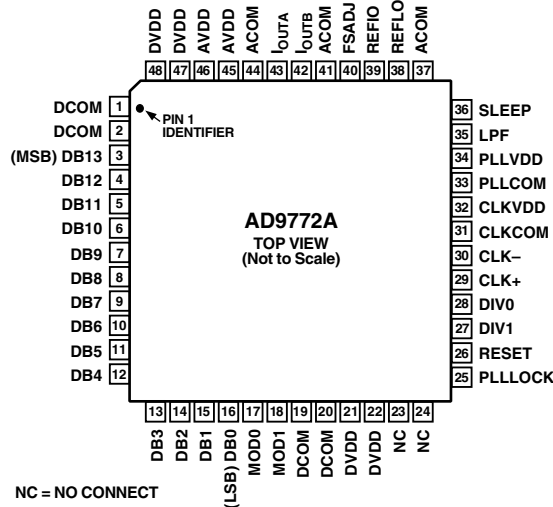 DVDD DVDD AVDD AVDD ACOM IOUTA IOUTB ACOM FSADJ REFIO REFLO ACOM
48 47 46 45 44 43 42 41 40 39 38 37
DCOM 1
DCOM 2
(MSB) DB13 3
DB12 4
DB11 5
DB10 6
DB9 7
DB8 8
DB7 9
DB6 10
DB5 11
DB4 12
PIN 1
IDENTIFIER
AD9772A
TOP VIEW
(Not to Scale)
36 SLEEP
35 LPF
34 PLLVDD
33 PLLCOM
32 CLKVDD
31 CLKCOM
30 CLK–
29 CLK+
28 DIV0
27 DIV1
26 RESET
25 PLLLOCK
13 14 15 16 17 18 19 20 21 22 23 24
DB3 DB2 DB1 (LSB) DB0 MOD0 MOD1 DCOM DCOM DVDD DVDD NC NC
NC = NO CONNECT